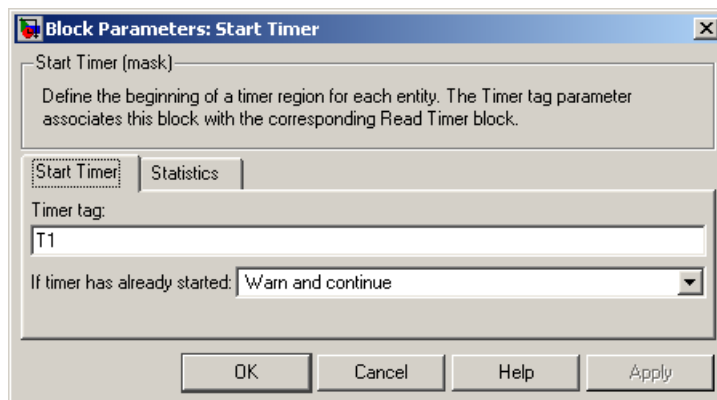 Block Parameters: Start Timer
Start Timer (mask)
Define the beginning of a timer region for each entity. The Timer tag parameter
associates this block with the corresponding Read Timer block.
Start Timer Statistics
Timer tag:
T1
If timer has already started: Warn and continue
OK Cancel Help Apply